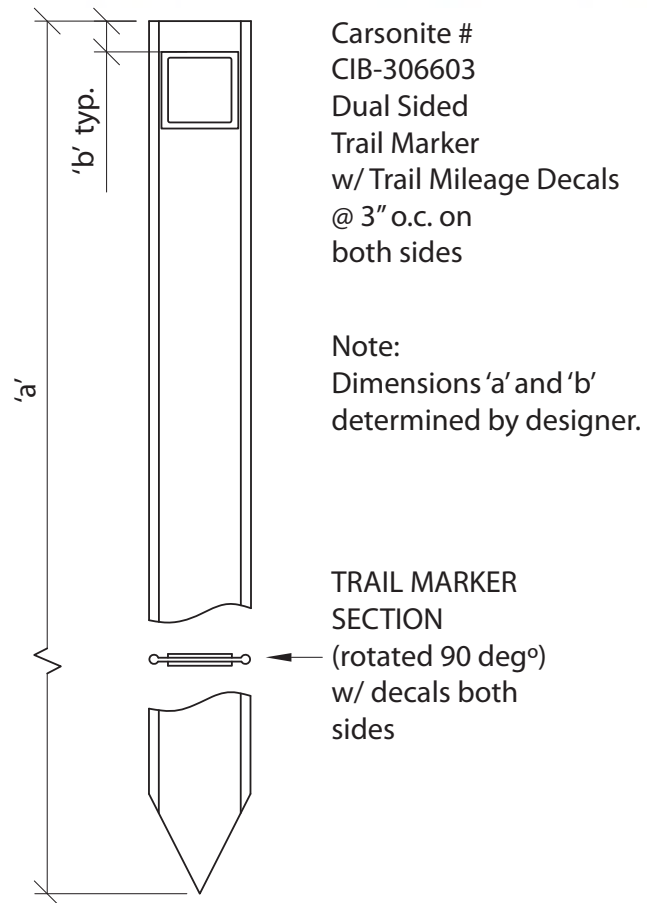 Carsonite #
CIB-306603
Dual Sided
Trail Marker
w/ Trail Mileage Decals
@ 3” o.c. on
both sides
‘b’ typ.
‘a’
Note:
Dimensions ‘a’ and ‘b’
determined by designer.
TRAIL MARKER
SECTION
(rotated 90 degº)
w/ decals both
sides